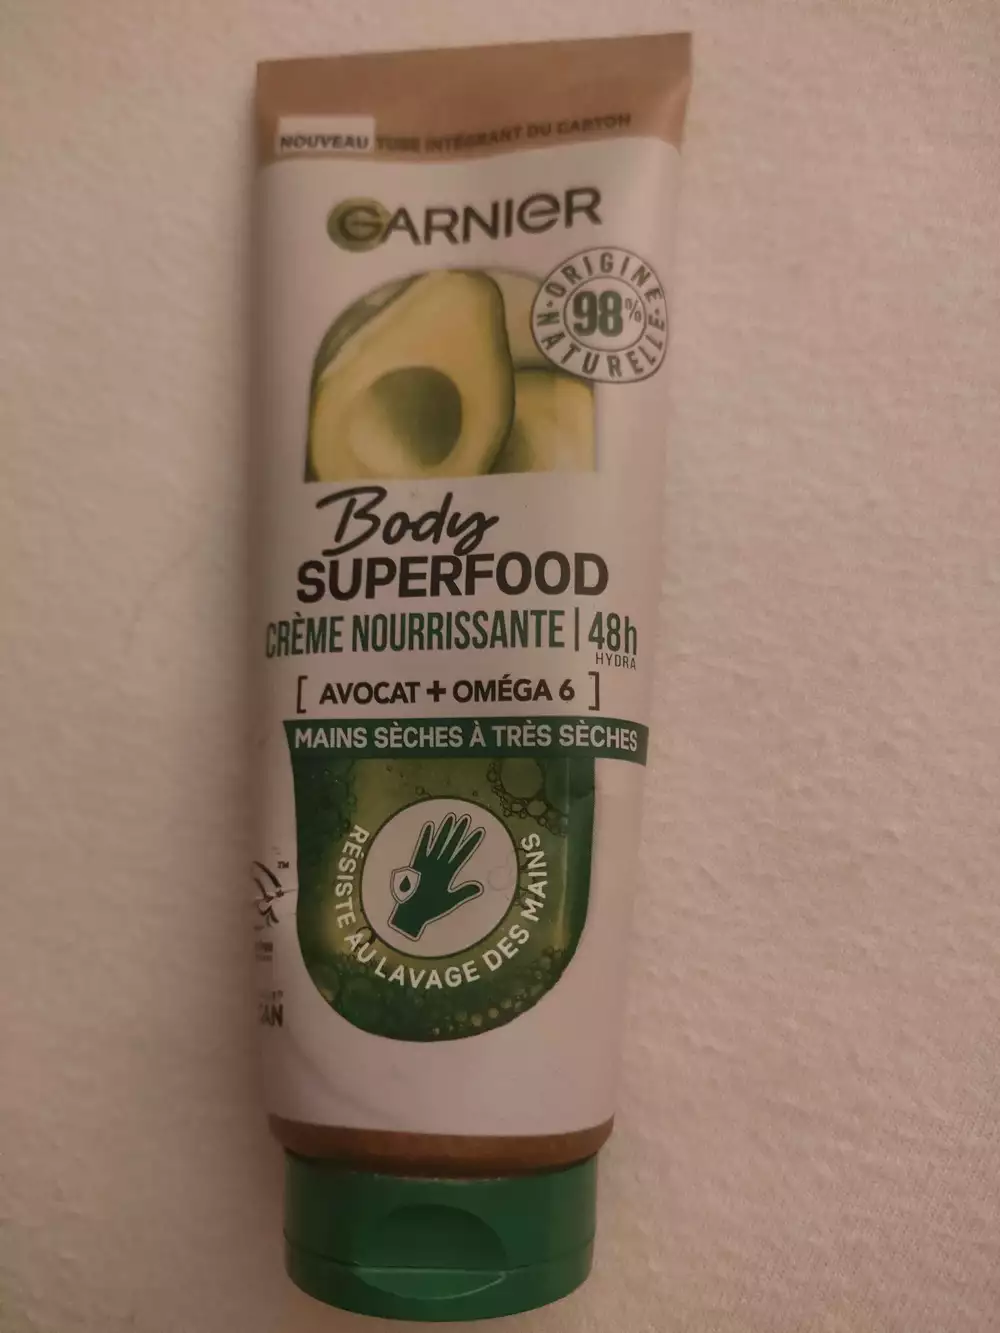 NOUVEAU TUBE INTÉGRANT DU CARTON
GARNIER
ORIGINE
98%
NATURELLE
Body
SUPERFOOD
CRÈME NOURRISSANTE | 48h
HYDRA
[ AVOCAT + OMÉGA 6 ]
MAINS SÈCHES À TRÈS SÈCHES
RÉSISTE AU LAVAGE DES MAINS
TM